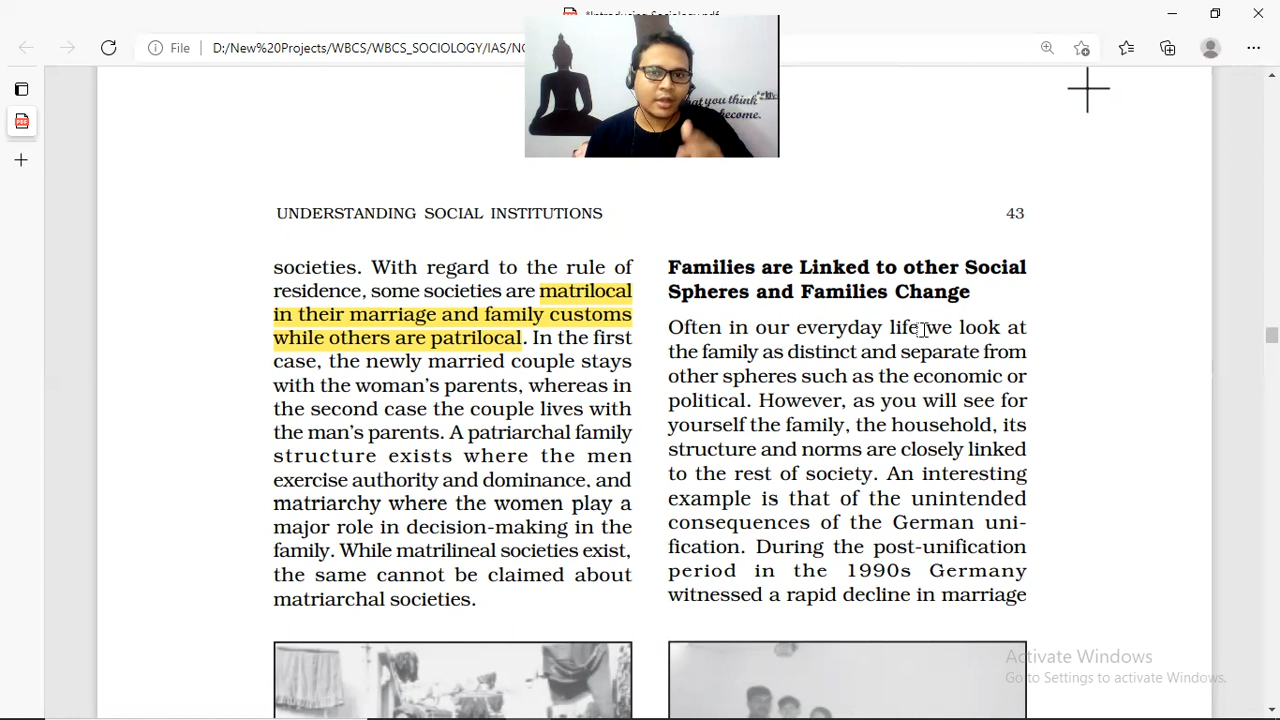 *Introducing Sociology.pdf
File
D:/New%20Projects/WBCS/WBCS_SOCIOLOGY/IAS/NC
what you think
become.
UNDERSTANDING SOCIAL INSTITUTIONS
43
societies. With regard to the rule of
residence, some societies are matrilocal
in their marriage and family customs
while others are patrilocal. In the first
case, the newly married couple stays
with the woman's parents, whereas in
the second case the couple lives with
the man's parents. A patriarchal family
structure exists where the men
exercise authority and dominance, and
matriarchy where the women play a
major role in decision-making in the
family. While matrilineal societies exist,
the same cannot be claimed about
matriarchal societies.
Families are Linked to other Social
Spheres and Families Change
Often in our everyday life we look at
the family as distinct and separate from
other spheres such as the economic or
political. However, as you will see for
yourself the family, the household, its
structure and norms are closely linked
to the rest of society. An interesting
example is that of the unintended
consequences of the German uni-
fication. During the post-unification
period in the 1990s Germany
witnessed a rapid decline in marriage
Activate Windows
Go to Settings to activate Windows.